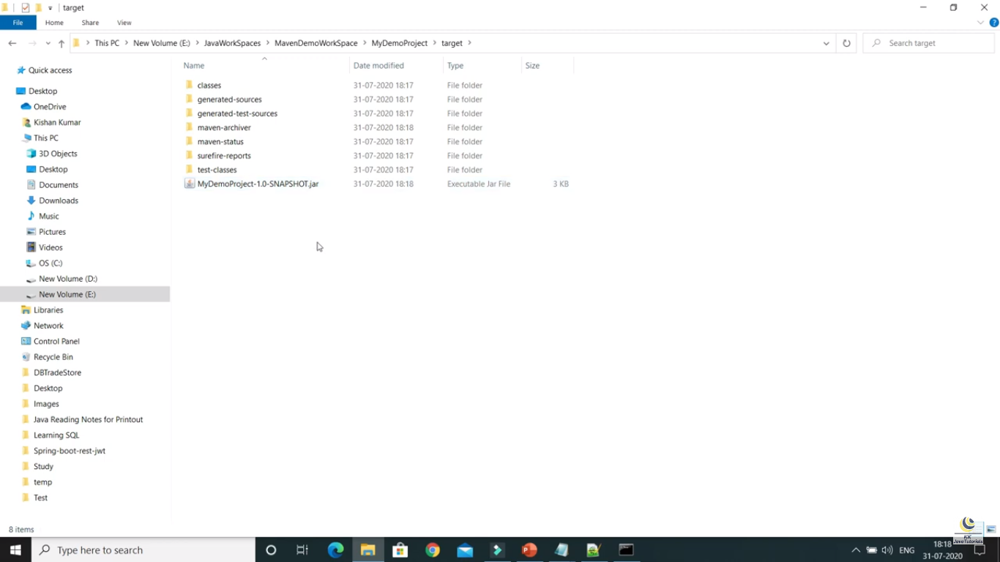 target
File Home Share View
This PC New Volume (E:) JavaWorkSpaces MavenDemoWorkSpace MyDemoProject target Search target
Name Date modified Type Size
Quick access
Desktop
OneDrive
Kishan Kumar
This PC
3D Objects
Desktop
Documents
Downloads
Music
Pictures
Videos
OS (C:)
New Volume (D:)
New Volume (E:)
Libraries
Network
Control Panel
Recycle Bin
DBTradeStore
Desktop
Images
Java Reading Notes for Printout
Learning SQL
Spring-boot-rest-jwt
Study
temp
Test
classes 31-07-2020 18:17 File folder
generated-sources 31-07-2020 18:17 File folder
generated-test-sources 31-07-2020 18:17 File folder
maven-archiver 31-07-2020 18:18 File folder
maven-status 31-07-2020 18:17 File folder
surefire-reports 31-07-2020 18:17 File folder
test-classes 31-07-2020 18:17 File folder
MyDemoProject-1.0-SNAPSHOT.jar 31-07-2020 18:18 Executable Jar File 3 KB
8 items
KK
JavaTutorials
Type here to search
ENG
18:18
31-07-2020